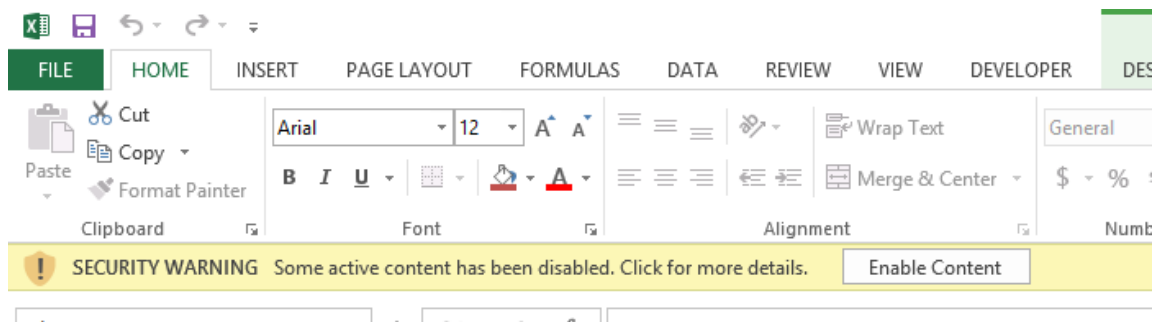 FILE HOME INSERT PAGE LAYOUT FORMULAS DATA REVIEW VIEW DEVELOPER DES
Cut
Arial 12 A A Wrap Text General
Copy
Paste
B I U A Merge & Center $ %
Format Painter
Clipboard Font Alignment Numb
SECURITY WARNING Some active content has been disabled. Click for more details. Enable Content